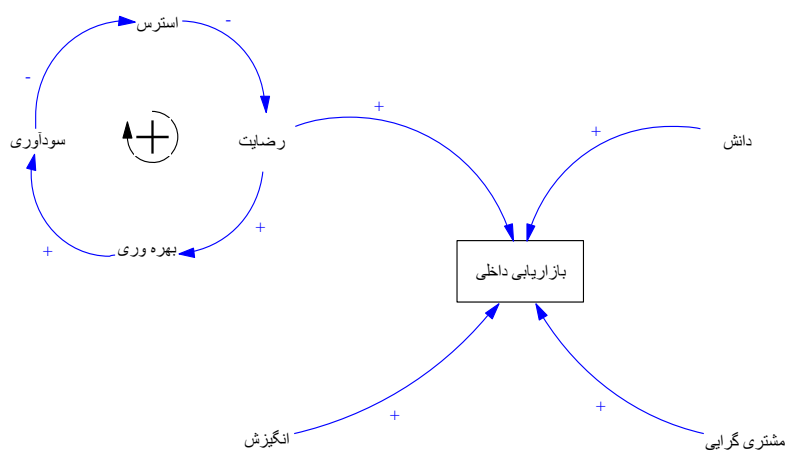 استرس
-
-
+
سودآوری
+
رضایت
+
دانش
+
+
بهره وری
بازاریابی داخلی
+
+
انگیزش
مشتری گرایی